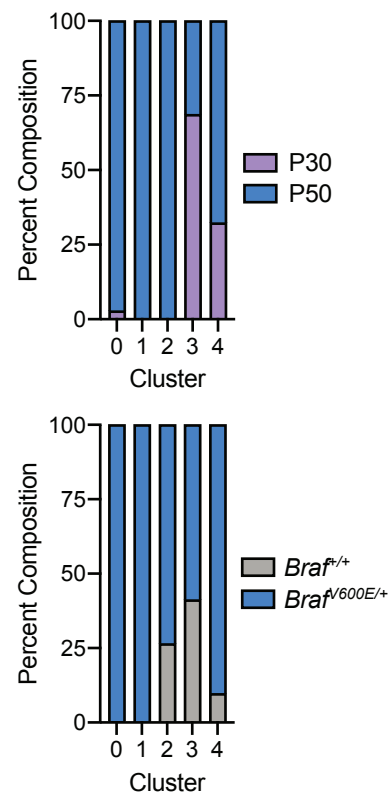 Percent Composition
100
75
50
25
0
0 1 2 3 4
Cluster
P30
P50
Percent Composition
100
75
50
25
0
0 1 2 3 4
Cluster
Braf+/+
BrafV600E/+